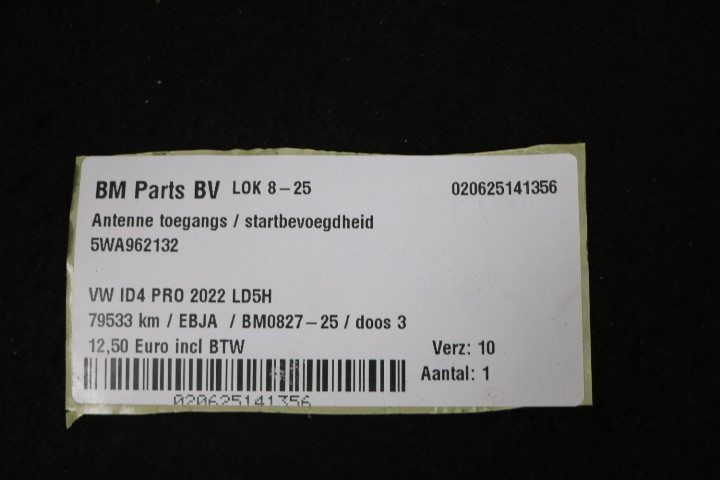 BM Parts BV LOK 8-25 020625141356
Antenne toegangs / startbevoegdheid
5WA962132
VW ID4 PRO 2022 LD5H
79533 km / EBJA / BM0827-25 / doos 3
12,50 Euro incl BTW Verz: 10
Aantal: 1
020625141356